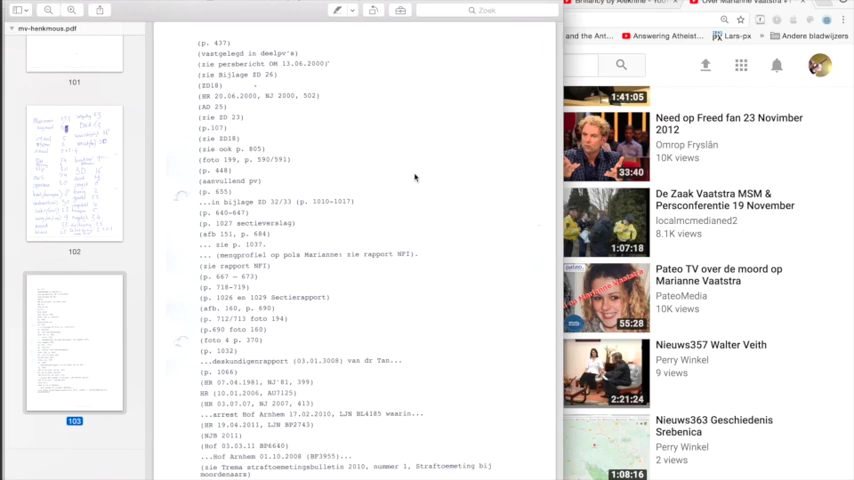 Brillancy by Alekhine
Over Marianne Vaatstra #1
Zoek
and the Ant...
Answering Atheist...
Lars-px
px
Andere bladwijzers
mv-henkmous.pdf
101
102
103
(p. 437)
(vastgelegd in deelpv's)
(zie persbericht OM 13.06.2000)'
(zie Bijlage ZD 26)
(ZD18)
(HR 20.06.2000, NJ 2000, 502)
(AD 25)
(zie ZD 23)
(p.107)
(zie ZD18)
(zie ook p. 805)
(foto 199, p. 590/591)
(p. 448)
(aanvullend pv)
(p. 655)
...in bijlage ZD 32/33 (p. 1010-1017)
(p. 640-647)
(p. 1027 sectieverslag)
(afb 151, p. 684)
... zie p. 1037.
... (mengprofiel op pols Marianne: zie rapport NFI).
(zie rapport NFI)
(p. 667 – 673)
(p. 718-719)
(p. 1026 en 1029 Sectierapport)
(afb. 160, p. 690)
(p. 712/713 foto 194)
(p.690 foto 160)
(foto 4 p. 370)
(p. 1032)
...deskundigenrapport (03.01.3008) van dr Tan...
(p. 1066)
(HR 07.04.1981, NJ'81, 399)
HR (10.01.2006, AU7125)
(HR 03.07.07, NJ 2007, 413)
...arrest Hof Arnhem 17.02.2010, LJN BL4185 waarin...
(HR 19.04.2011, LJN BP2743)
(NJB 2011)
(Hof 03.03.11 BP6640)
...Hof Arnhem 01.10.2008 (BF3955)...
(zie Trema straftoemetingsbulletin 2010, nummer 1, Straftoemeting bij
moordenaars)
1:41:05
Need op Freed fan 23 November
2012
Omrop Fryslân
10K views
33:40
De Zaak Vaatstra MSM &
Persconferentie 19 November
localmcmedianed2
8.1K views
1:07:18
Pateo TV over de moord op
Marianne Vaatstra
PateoMedia
10K views
55:28
Nieuws357 Walter Veith
Perry Winkel
9 views
2:21:24
Nieuws363 Geschiedenis
Srebenica
Perry Winkel
2 views
1:08:16